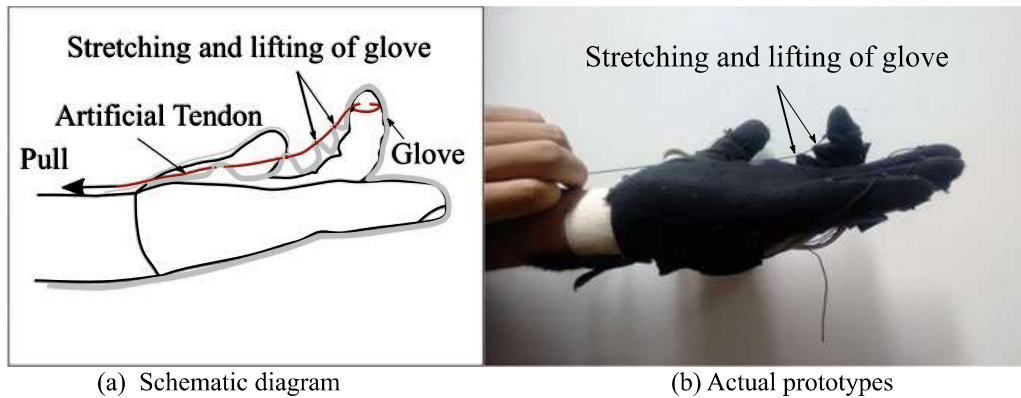 Stretching and lifting of glove
Artificial Tendon
Pull
Glove
Stretching and lifting of glove
(a) Schematic diagram
(b) Actual prototypes